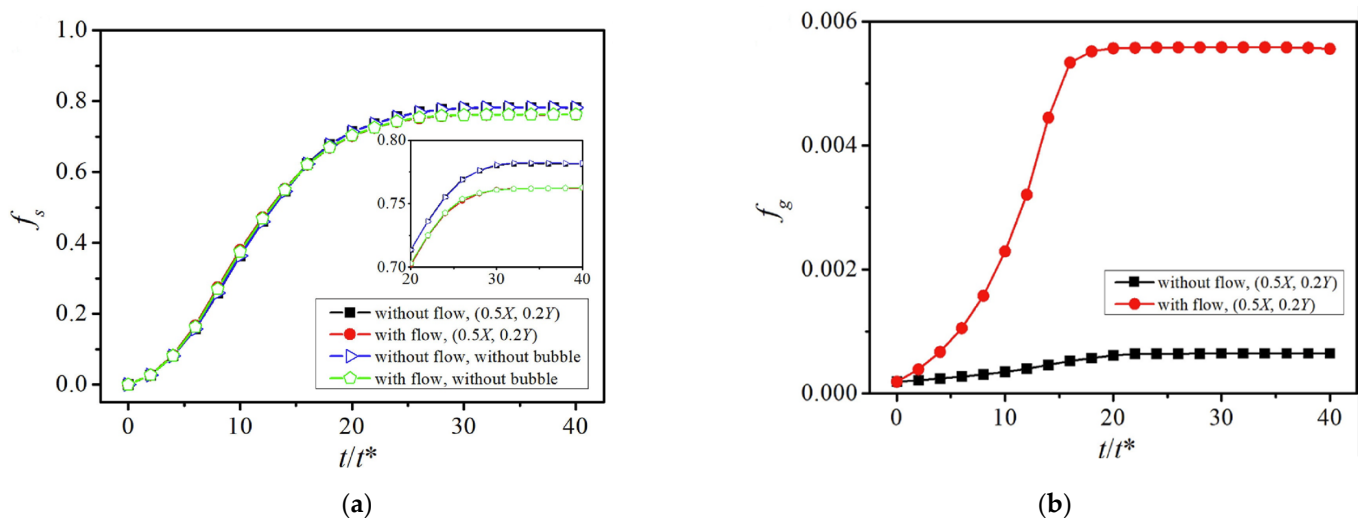 1.0
0.8
0.6
0.4
0.2
0.0
f_s
0 10 20 30 40
t/t*
0.80
0.75
0.70
20 25 30 35 40
without flow, (0.5X, 0.2Y)
with flow, (0.5X, 0.2Y)
without flow, without bubble
with flow, without bubble
(a)
0.006
0.004
0.002
0.000
f_g
0 10 20 30 40
t/t*
without flow, (0.5X, 0.2Y)
with flow, (0.5X, 0.2Y)
(b)